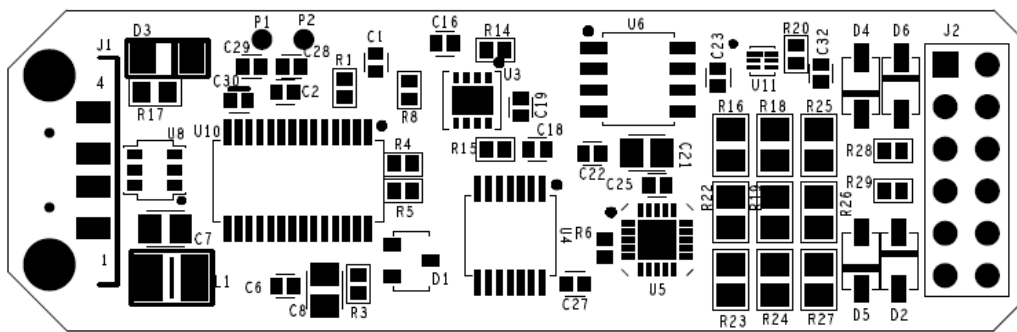 J1
D3
P1
P2
C16
C1
R14
U6
C23
R20
C32
D4
D6
J2
C29
C28
R1
U3
U11
4
C30
C2
R17
R8
C19
R16
R18
R25
U8
U10
R15
C18
C21
R28
R4
C22
C25
R29
R5
R22
R19
R26
C7
U4
R6
1
L1
C6
C8
R3
D1
C27
U5
R23
R24
R27
D5
D2